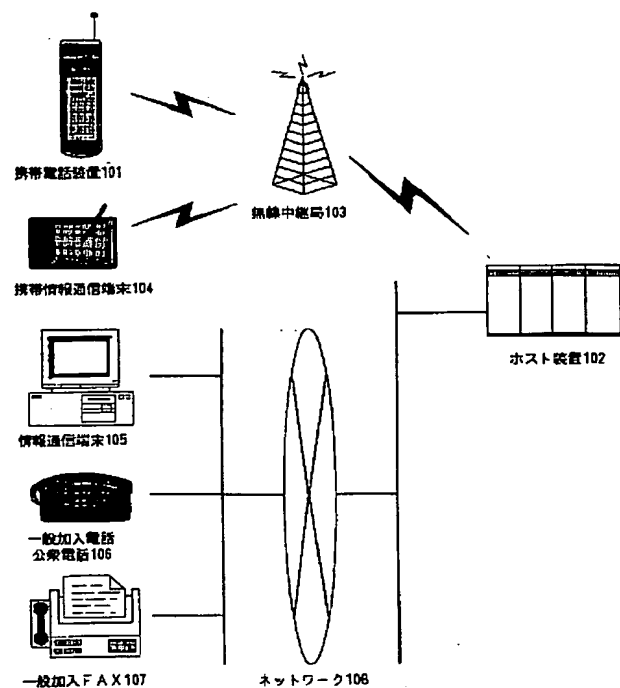 携帯電話装置101
無線中継局103
携帯情報通信端末104
ホスト装置102
情報通信端末105
一般加入電話
公衆電話106
一般加入FAX107
ネットワーク108